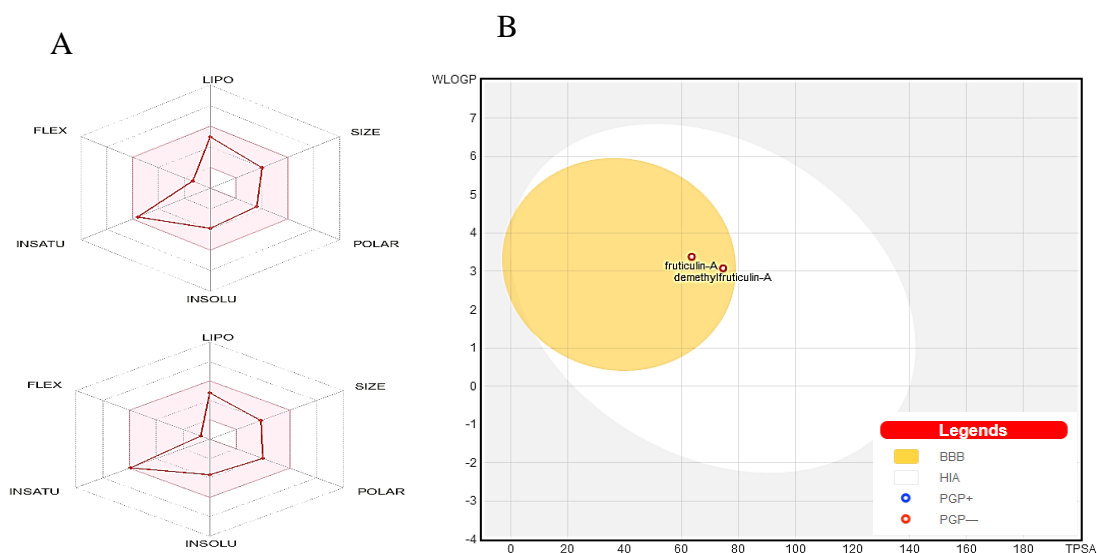 A
LIPO
FLEX
SIZE
INSATU
POLAR
INSOLU
LIPO
FLEX
SIZE
INSATU
POLAR
INSOLU
B
WLOGP
7
6
5
4
3
2
1
0
-1
-2
-3
-4
fruticulin-A
demethylfruticulin-A
Legends
BBB
HIA
PGP+
PGP—
0 20 40 60 80 100 120 140 160 180 TPSA